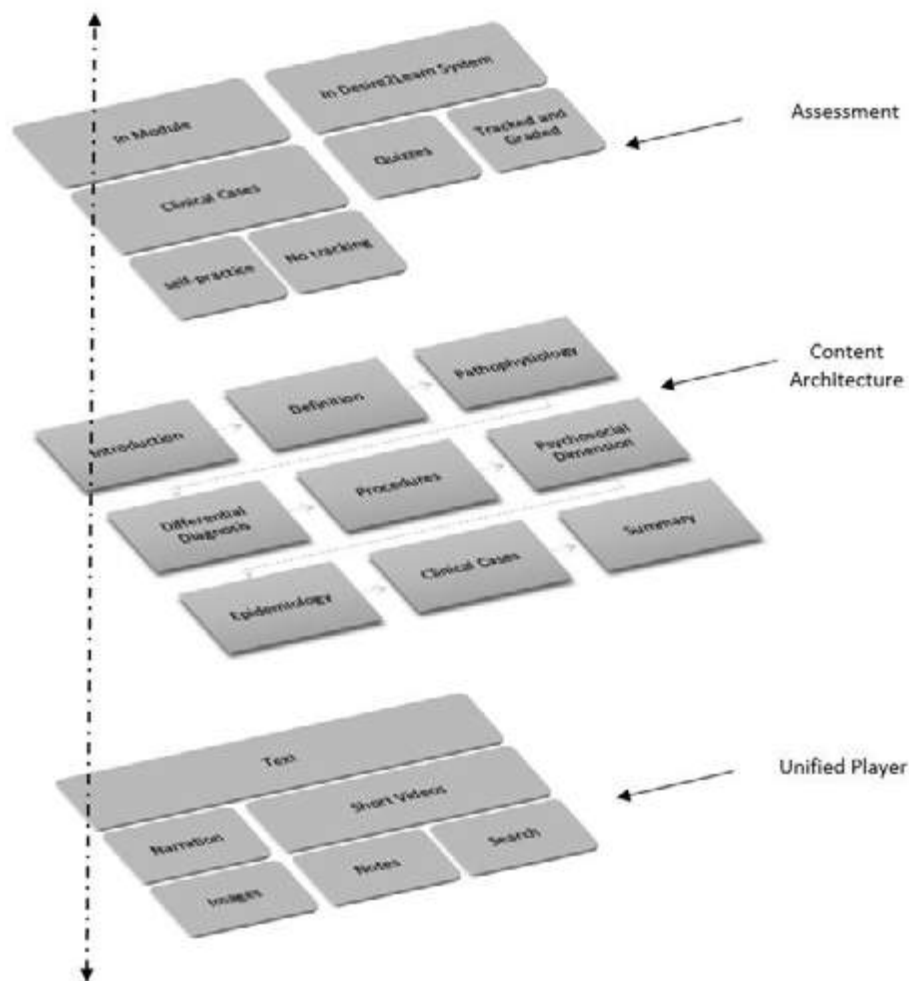 In Desire2Learn System
In Module
Quizzes
Tracked and
Graded
Assessment
Clinical Cases
self-practice
No tracking
Content
Architecture
Introduction
Definition
Pathophysiology
Differential
Diagnosis
Procedures
Psychosocial
Dimension
Epidemiology
Clinical Cases
Summary
Text
Unified Player
Narration
Short Videos
Images
Notes
Search